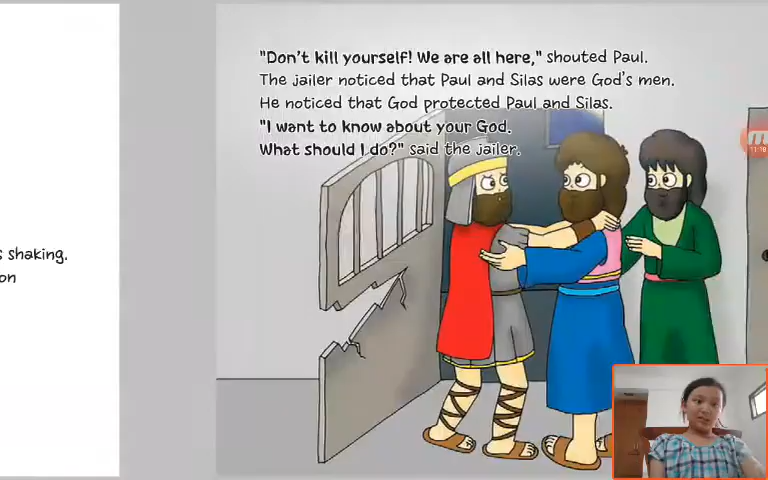 "Don't kill yourself! We are all here," shouted Paul.
The jailer noticed that Paul and Silas were God's men.
He noticed that God protected Paul and Silas.
"I want to know about your God.
What should I do?" said the jailer.
s shaking.
on
M
11:18